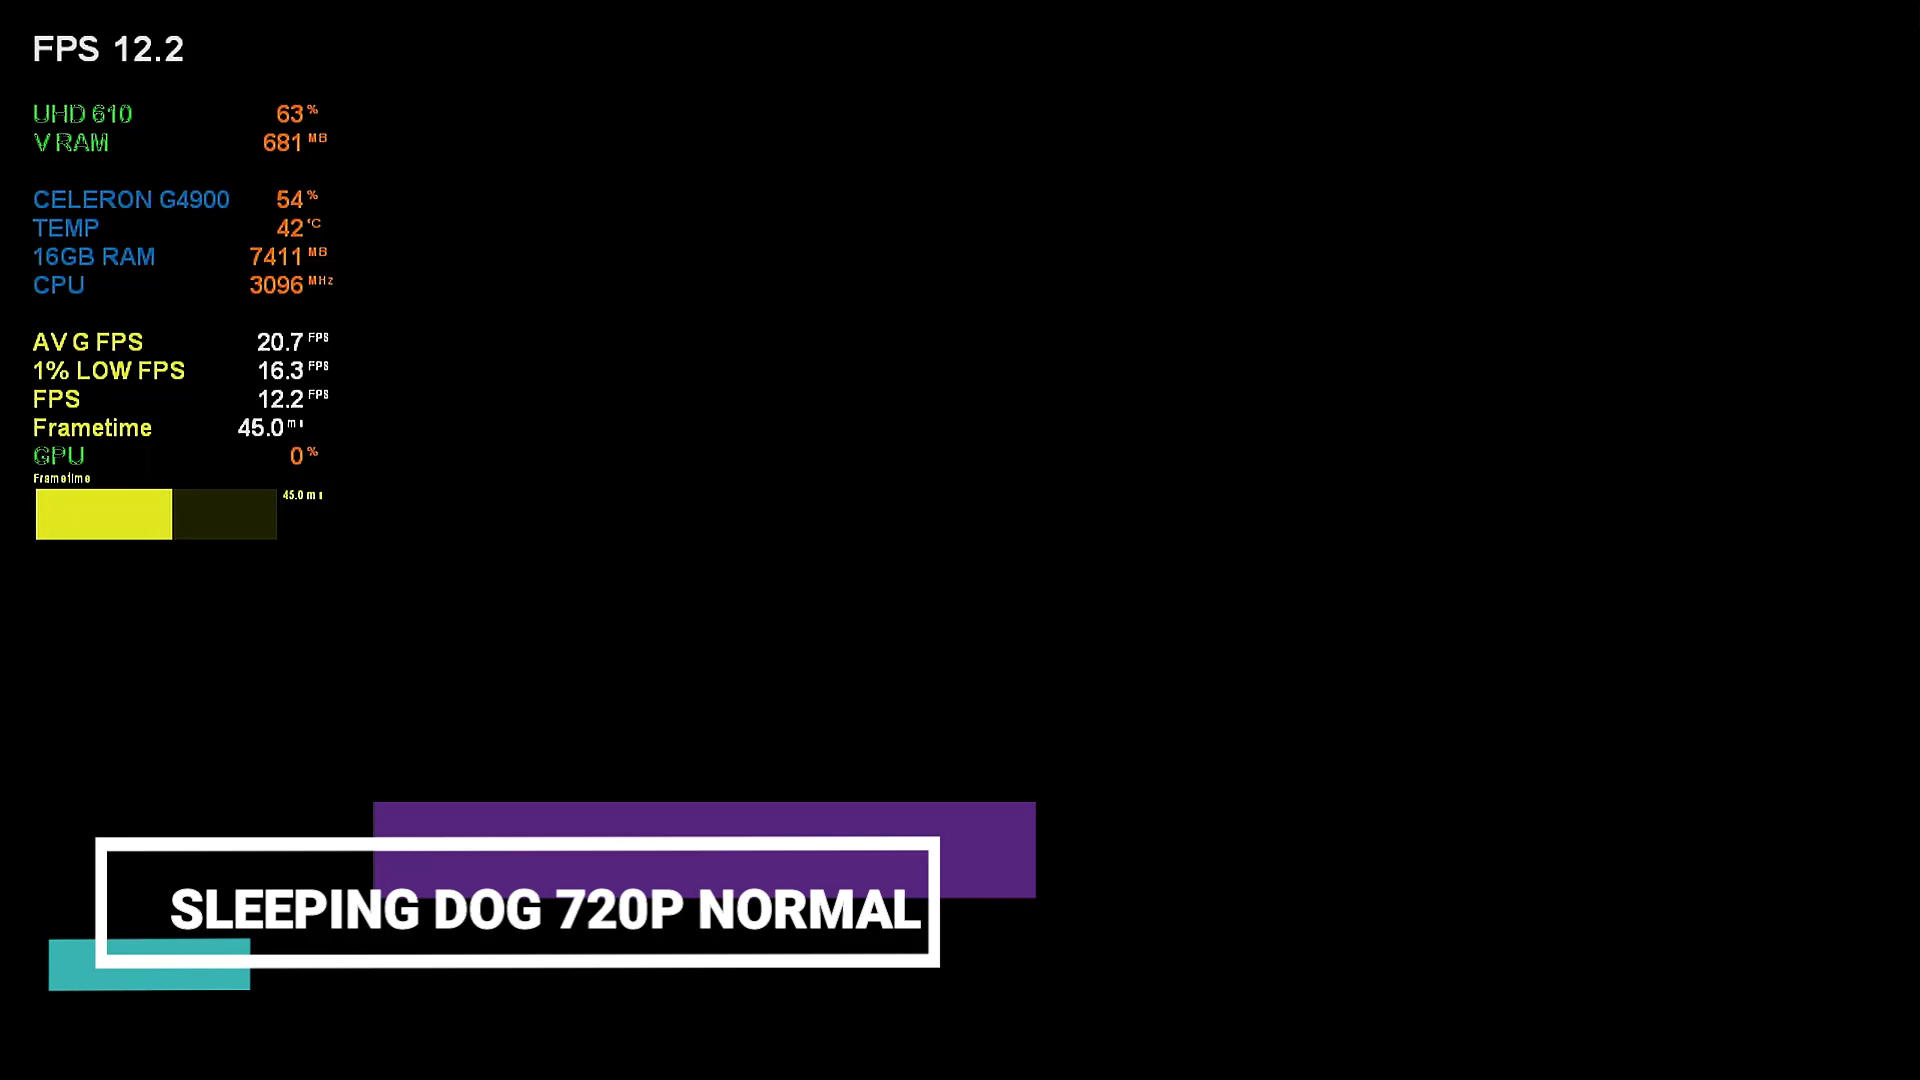 FPS 12.2
UHD 610 63 %
V RAM 681 MB
CELERON G4900 54 %
TEMP 42 °C
16GB RAM 7411 MB
CPU 3096 MHz
AV G FPS 20.7 FPS
1% LOW FPS 16.3 FPS
FPS 12.2 FPS
Frametime 45.0
GPU 0 %
Frametime
45.0
SLEEPING DOG 720P NORMAL